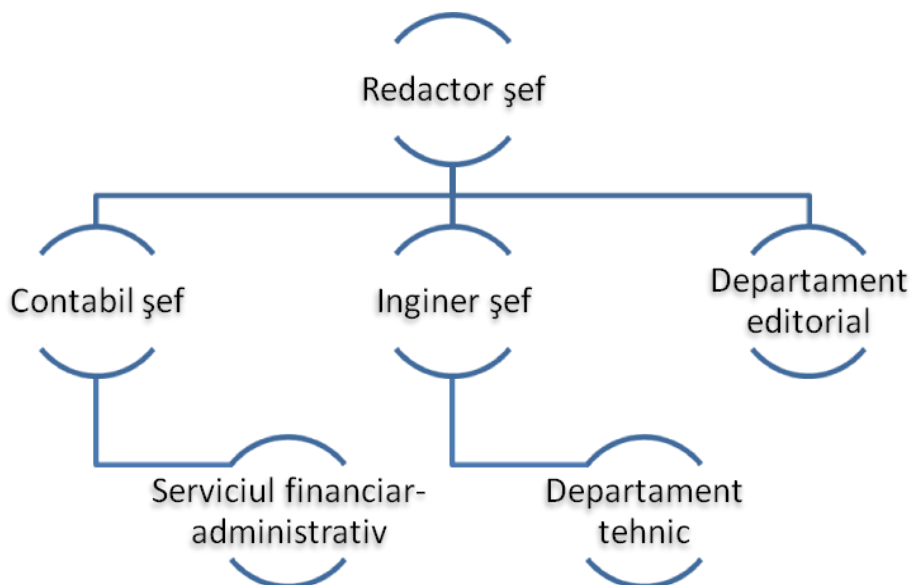 Redactor şef
Contabil şef
Inginer şef
Departament
editorial
Serviciul financiar-
administrativ
Departament
tehnic